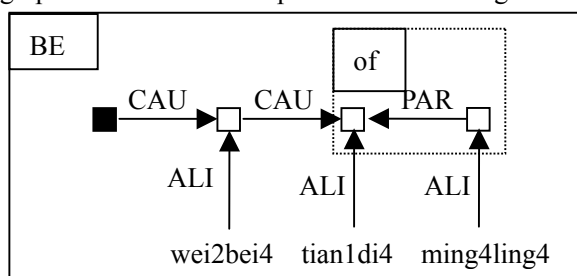 BE
of
CAU CAU PAR
ALI ALI ALI
wei2bei4 tian1di4 ming4ling4